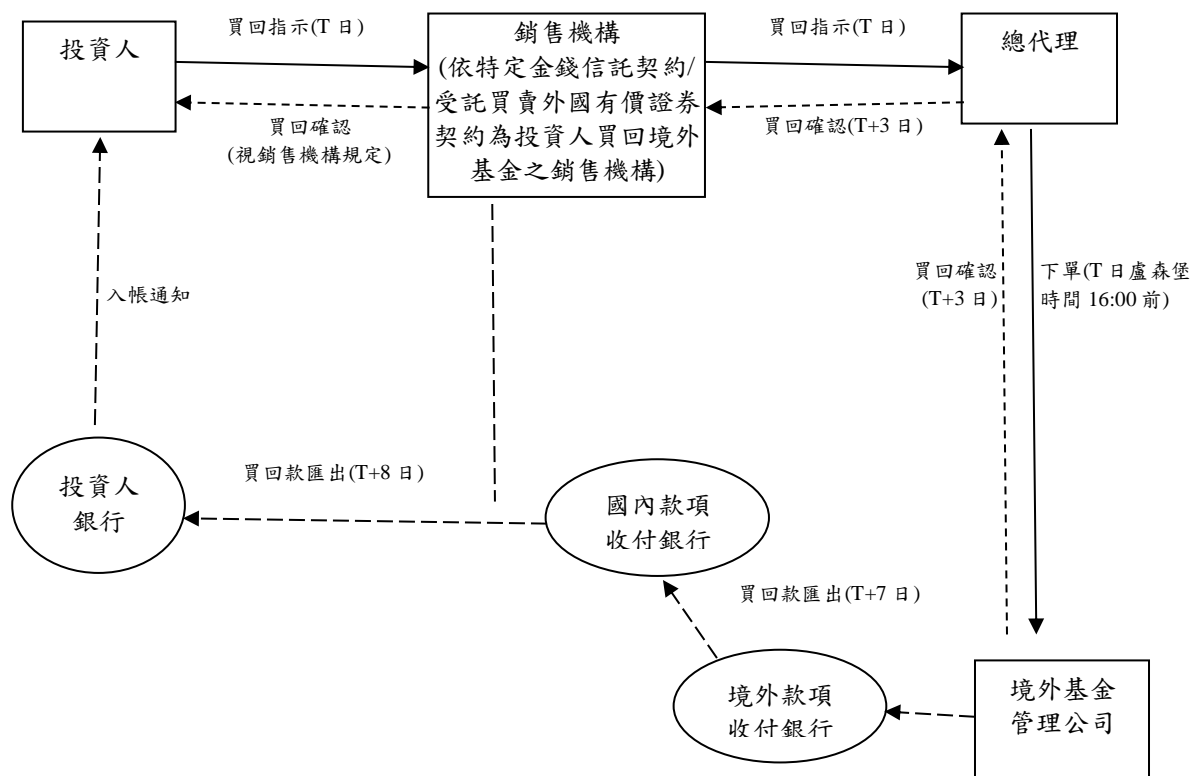 投資人
買回指示(T 日)
買回確認
(視銷售機構規定)
銷售機構
(依特定金錢信託契約/
受託買賣外國有價證券
契約為投資人買回境外
基金之銷售機構)
買回指示(T 日)
買回確認(T+3 日)
總代理
入帳通知
買回確認
(T+3 日)
下單(T 日盧森堡
時間 16:00 前)
投資人
銀行
買回款匯出(T+8 日)
國內款項
收付銀行
買回款匯出(T+7 日)
境外款項
收付銀行
境外基金
管理公司